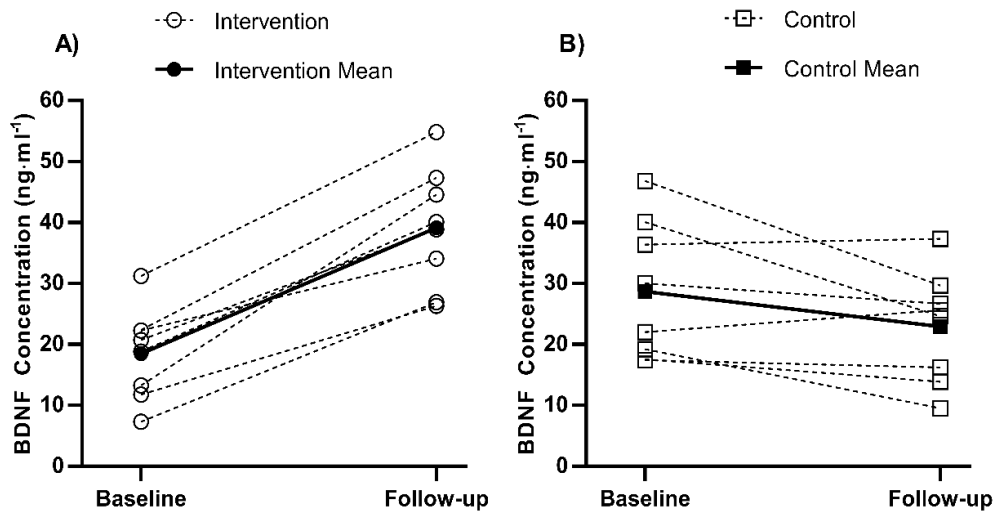 A)
Intervention
Intervention Mean
BDNF Concentration (ng·ml⁻¹)
60
50
40
30
20
10
0
Baseline
Follow-up
B)
Control
Control Mean
BDNF Concentration (ng·ml⁻¹)
60
50
40
30
20
10
0
Baseline
Follow-up